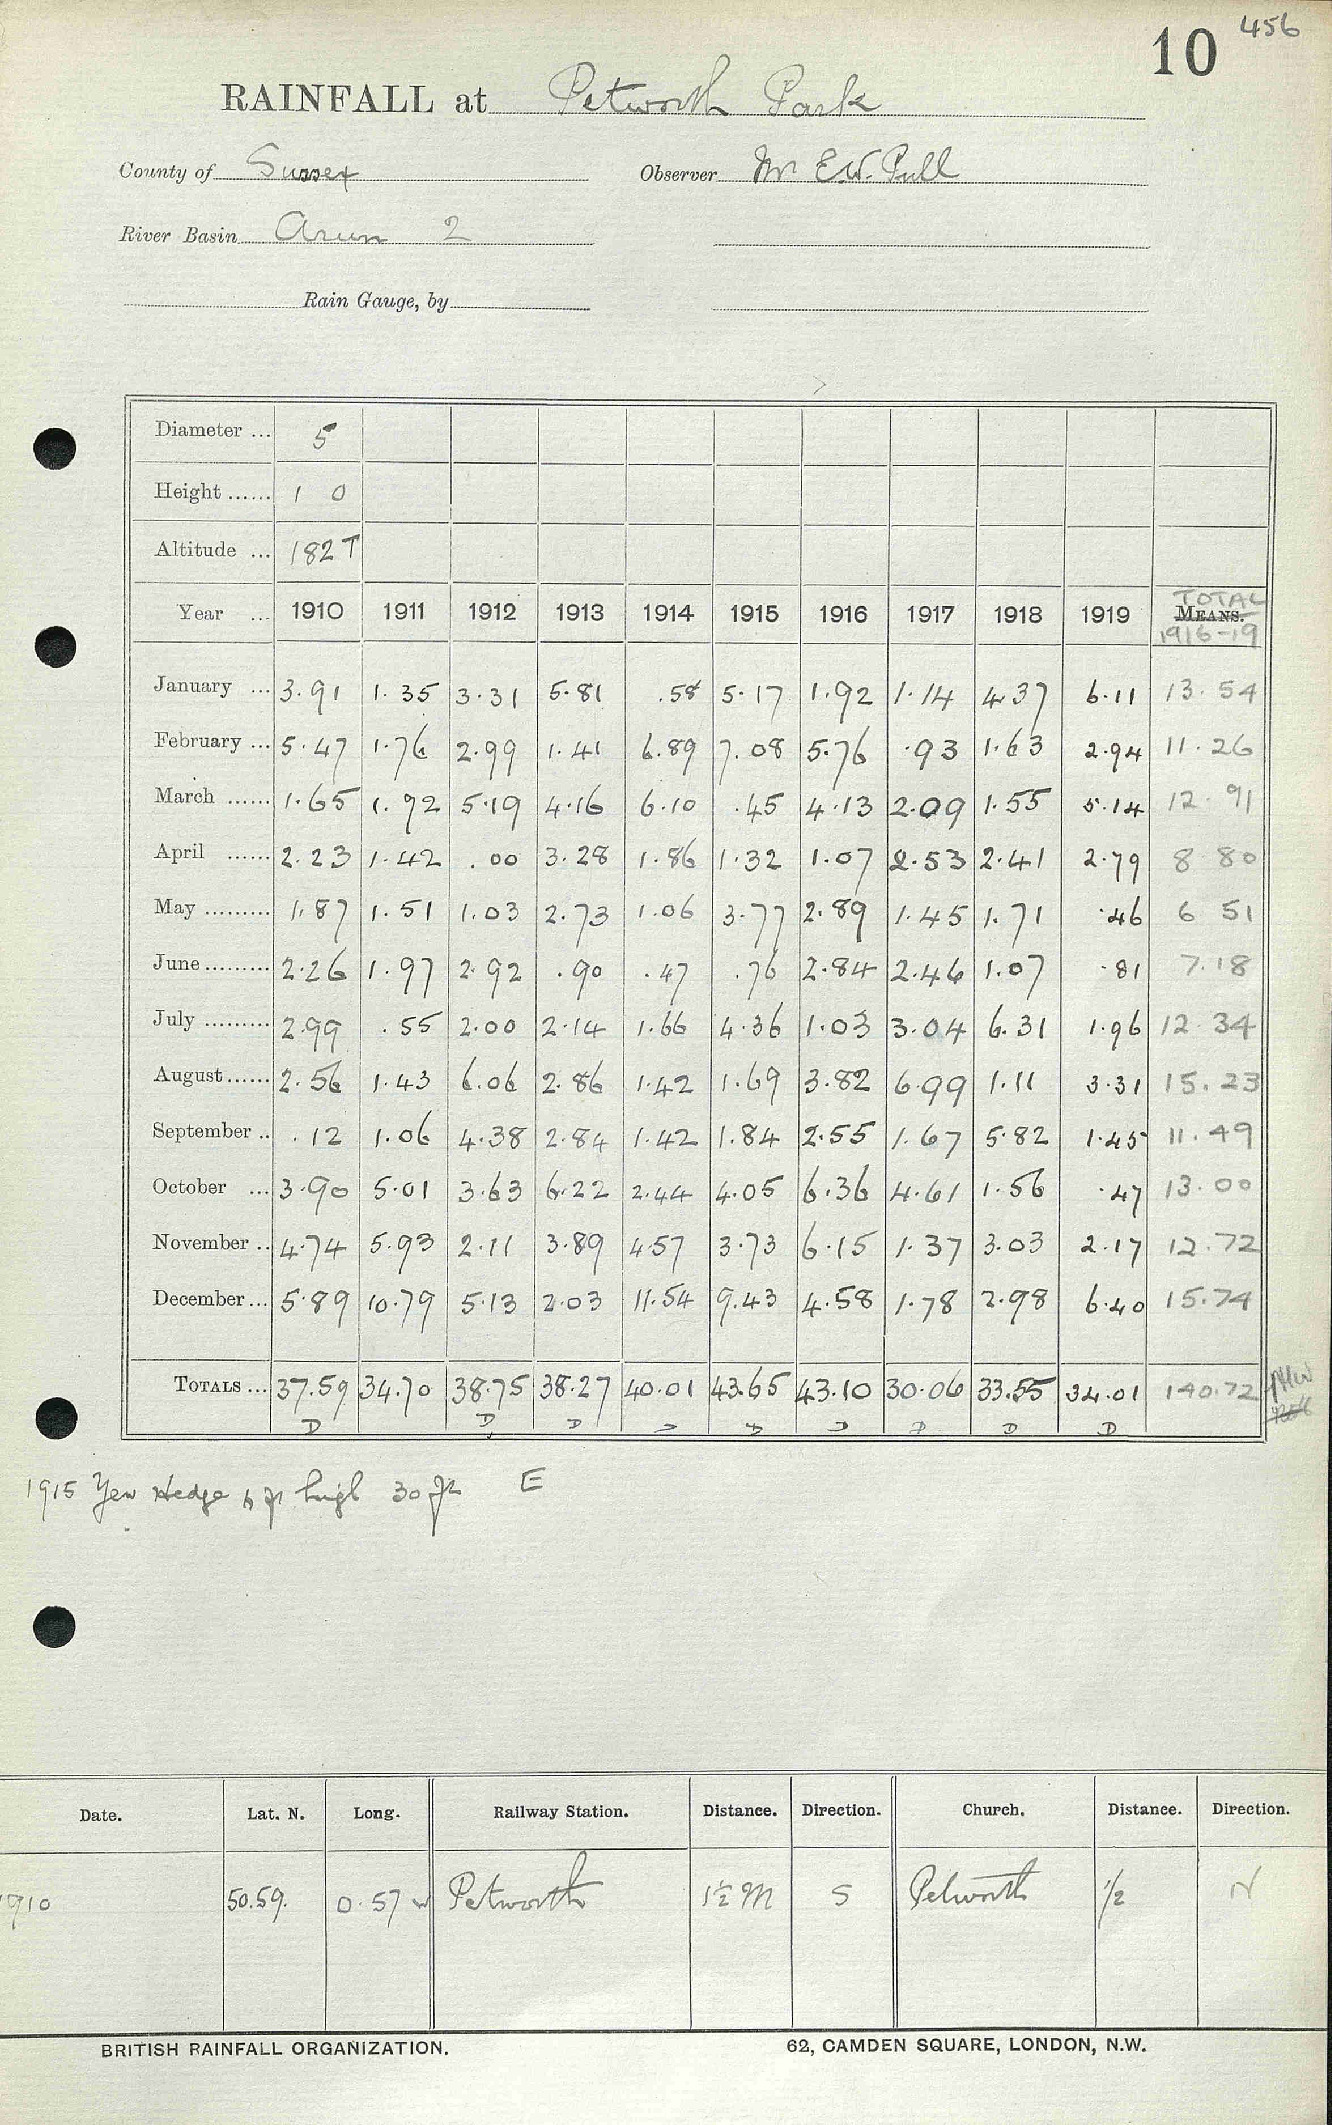 10 456
RAINFALL at Petworth Park
County of Sussex Observer Mr E.W. Pull
River Basin Arun 2
Rain Gauge, by
Diameter ... 5
Height ...... 1 0
Altitude ... 182 T
Year ... 1910 1911 1912 1913 1914 1915 1916 1917 1918 1919 MEANS. TOTAL 1916-19
January ... 3.91 1.35 3.31 5.81 .58 5.17 1.92 1.14 4.37 6.11 13.54
February ... 5.47 1.76 2.99 1.41 6.89 7.08 5.76 .93 1.63 2.94 11.26
March ...... 1.65 1.92 5.19 4.16 6.10 .45 4.13 2.09 1.55 5.14 12.91
April ...... 2.23 1.42 .00 3.28 1.86 1.32 1.07 2.53 2.41 2.79 8 80
May ......... 1.87 1.51 1.03 2.73 1.06 3.77 2.89 1.45 1.71 .46 6 51
June ......... 2.26 1.97 2.92 .90 .47 .76 2.84 2.46 1.07 .81 7.18
July ......... 2.99 .55 2.00 2.14 1.66 4.36 1.03 3.04 6.31 1.96 12 34
August ...... 2.56 1.43 6.06 2.86 1.42 1.69 3.82 6.99 1.11 3.31 15.23
September .. .12 1.06 4.38 2.84 1.42 1.84 2.55 1.67 5.82 1.45 11.49
October ... 3.90 5.01 3.63 6.22 2.44 4.05 6.36 4.61 1.56 .47 13.00
November .. 4.74 5.93 2.11 3.89 4.57 3.73 6.15 1.37 3.03 2.17 12.72
December ... 5.89 10.79 5.13 2.03 11.54 9.43 4.58 1.78 2.98 6.40 15.74
TOTALS ... 37.59 34.70 38.75 38.27 40.01 43.65 43.10 30.06 33.55 34.01 140.72
D D D D D D D D D
1915 Yew Hedge high 30 ft E
Date. Lat. N. Long. Railway Station. Distance. Direction. Church. Distance. Direction.
1910 50.59. 0.57 W Petworth 1½ M S Petworth 1/2 N
BRITISH RAINFALL ORGANIZATION. 62, CAMDEN SQUARE, LONDON, N.W.